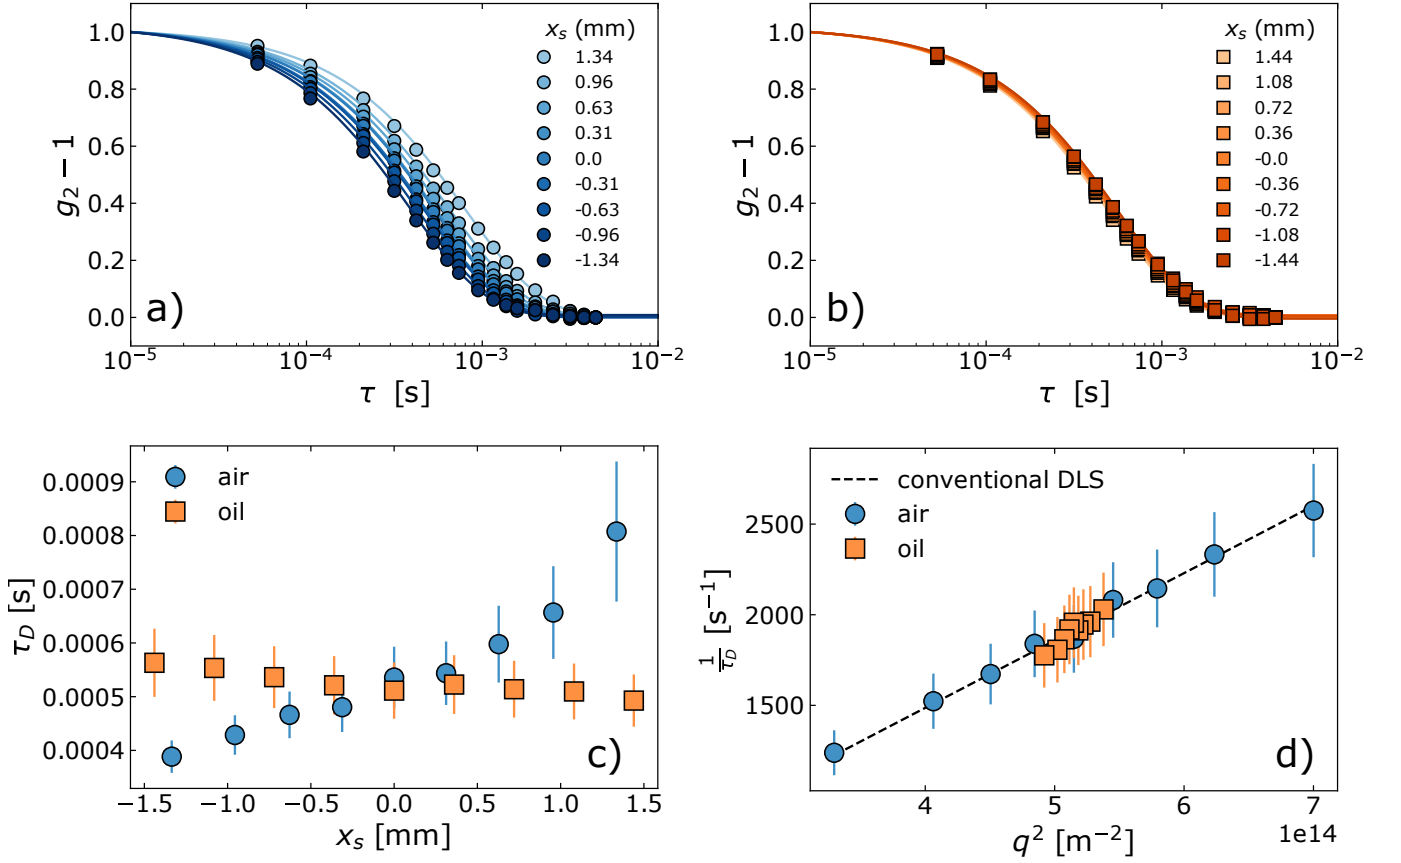 1.0
0.8
0.6
0.4
0.2
0.0
g₂ − 1
x_s (mm)
1.34
0.96
0.63
0.31
0.0
-0.31
-0.63
-0.96
-1.34
a)
10⁻⁵
10⁻⁴
10⁻³
10⁻²
τ [s]
1.0
0.8
0.6
0.4
0.2
0.0
g₂ − 1
x_s (mm)
1.44
1.08
0.72
0.36
-0.0
-0.36
-0.72
-1.08
-1.44
b)
10⁻⁵
10⁻⁴
10⁻³
10⁻²
τ [s]
0.0009
0.0008
0.0007
0.0006
0.0005
0.0004
τ_D [s]
air
oil
c)
−1.5
−1.0
−0.5
0.0
0.5
1.0
1.5
x_s [mm]
2500
2000
1500
1/τ_D [s⁻¹]
conventional DLS
air
oil
d)
4
5
6
7
1e14
q² [m⁻²]